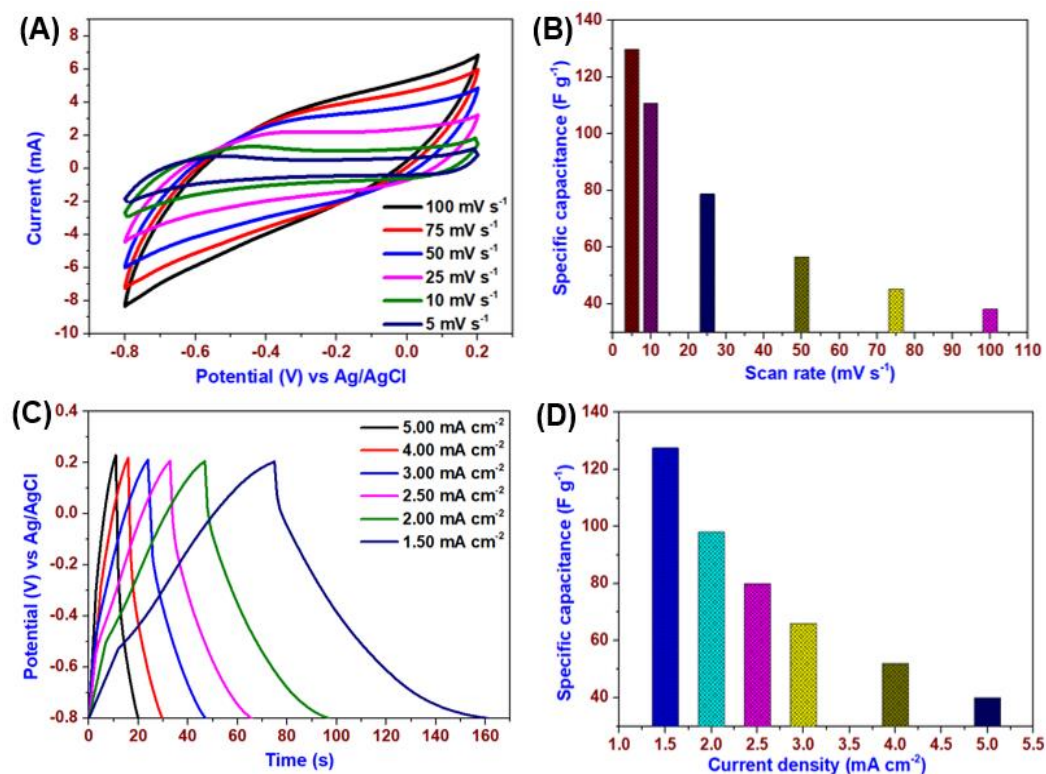 (A)
8
6
4
2
0
-2
-4
-6
-8
-10
Current (mA)
100 mV s⁻¹
75 mV s⁻¹
50 mV s⁻¹
25 mV s⁻¹
10 mV s⁻¹
5 mV s⁻¹
-0.8 -0.6 -0.4 -0.2 0.0 0.2
Potential (V) vs Ag/AgCl
(B)
140
120
100
80
60
40
Specific capacitance (F g⁻¹)
0 10 20 30 40 50 60 70 80 90 100 110
Scan rate (mV s⁻¹)
(C)
0.4
0.2
0.0
-0.2
-0.4
-0.6
-0.8
Potential (V) vs Ag/AgCl
5.00 mA cm⁻²
4.00 mA cm⁻²
3.00 mA cm⁻²
2.50 mA cm⁻²
2.00 mA cm⁻²
1.50 mA cm⁻²
0 20 40 60 80 100 120 140 160
Time (s)
(D)
140
120
100
80
60
40
Specific capacitance (F g⁻¹)
1.0 1.5 2.0 2.5 3.0 3.5 4.0 4.5 5.0 5.5
Current density (mA cm⁻²)